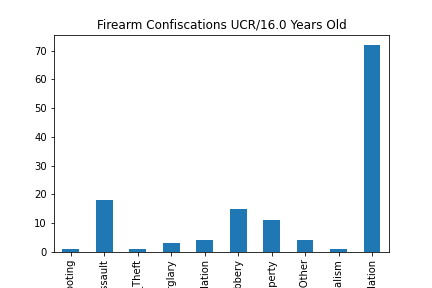 Firearm Confiscations UCR/16.0 Years Old
70
60
50
40
30
20
10
0
ooting
ssault
Theft
rglary
lation
bbery
perty
Other
alism
lation